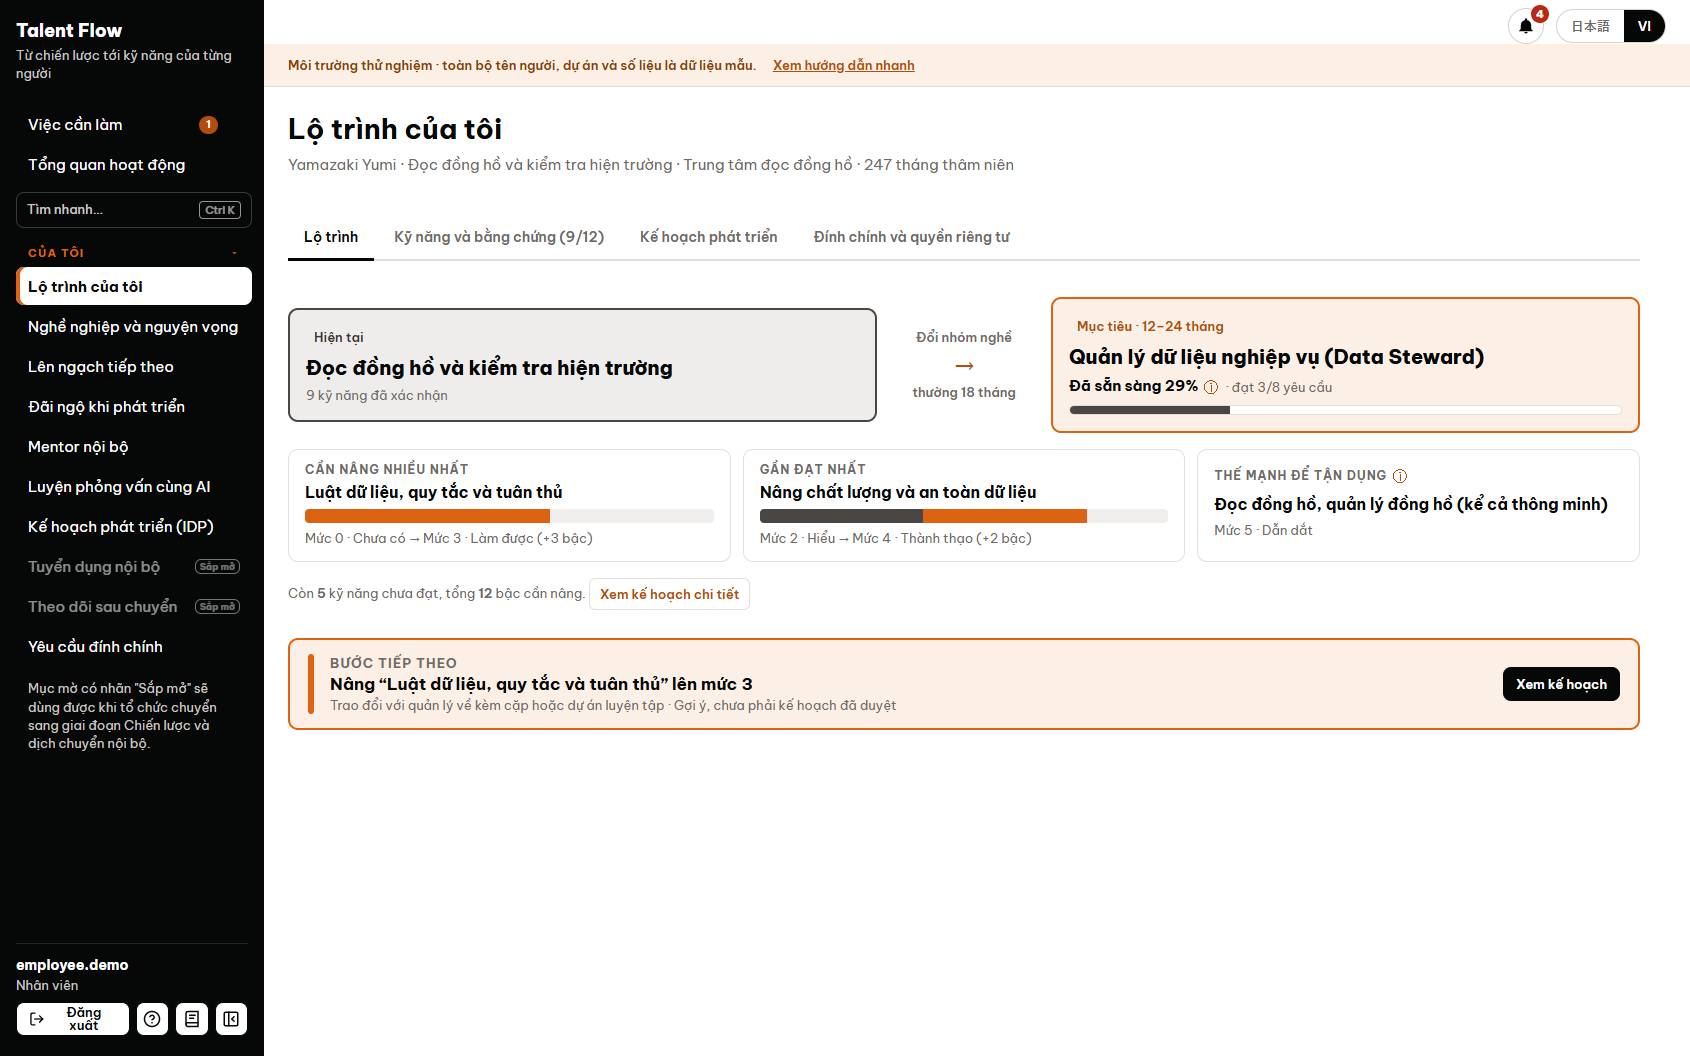 Talent Flow
Từ chiến lược tới kỹ năng của từng
người
Việc cần làm 1
Tổng quan hoạt động
Tìm nhanh... Ctrl K
CỦA TÔI
Lộ trình của tôi
Nghề nghiệp và nguyện vọng
Lên ngạch tiếp theo
Đãi ngộ khi phát triển
Mentor nội bộ
Luyện phỏng vấn cùng AI
Kế hoạch phát triển (IDP)
Tuyển dụng nội bộ Sắp mở
Theo dõi sau chuyển Sắp mở
Yêu cầu đính chính
Mục mờ có nhãn "Sắp mở" sẽ
dùng được khi tổ chức chuyển
sang giai đoạn Chiến lược và
dịch chuyển nội bộ.
employee.demo
Nhân viên
Đăng
xuất
4
日本語 VI
Môi trường thử nghiệm · toàn bộ tên người, dự án và số liệu là dữ liệu mẫu. Xem hướng dẫn nhanh
Lộ trình của tôi
Yamazaki Yumi · Đọc đồng hồ và kiểm tra hiện trường · Trung tâm đọc đồng hồ · 247 tháng thâm niên
Lộ trình Kỹ năng và bằng chứng (9/12) Kế hoạch phát triển Đính chính và quyền riêng tư
Hiện tại
Đọc đồng hồ và kiểm tra hiện trường
9 kỹ năng đã xác nhận
Đổi nhóm nghề
→
thường 18 tháng
Mục tiêu · 12–24 tháng
Quản lý dữ liệu nghiệp vụ (Data Steward)
Đã sẵn sàng 29% ⓘ · đạt 3/8 yêu cầu
CẦN NÂNG NHIỀU NHẤT
Luật dữ liệu, quy tắc và tuân thủ
Mức 0 · Chưa có → Mức 3 · Làm được (+3 bậc)
GẦN ĐẠT NHẤT
Nâng chất lượng và an toàn dữ liệu
Mức 2 · Hiểu → Mức 4 · Thành thạo (+2 bậc)
THẾ MẠNH ĐỂ TẬN DỤNG ⓘ
Đọc đồng hồ, quản lý đồng hồ (kể cả thông minh)
Mức 5 · Dẫn dắt
Còn 5 kỹ năng chưa đạt, tổng 12 bậc cần nâng. Xem kế hoạch chi tiết
BƯỚC TIẾP THEO
Nâng “Luật dữ liệu, quy tắc và tuân thủ” lên mức 3
Trao đổi với quản lý về kèm cặp hoặc dự án luyện tập · Gợi ý, chưa phải kế hoạch đã duyệt
Xem kế hoạch